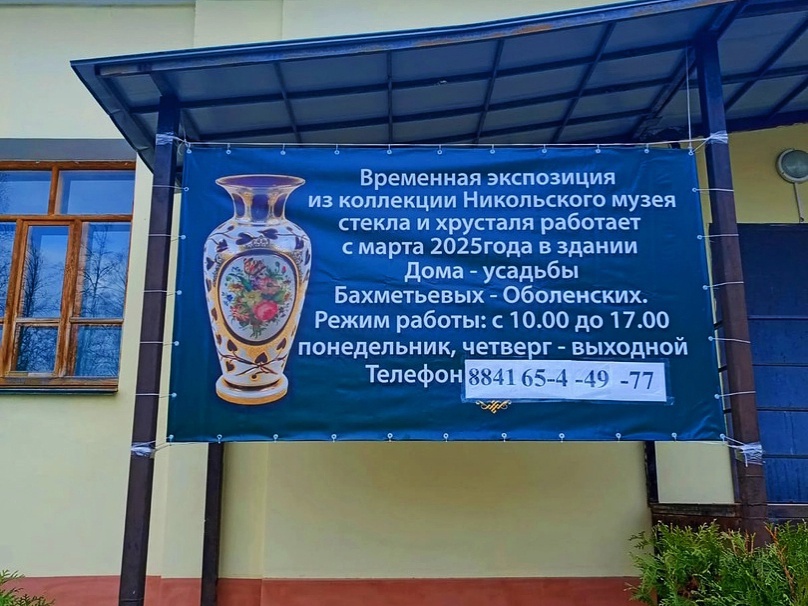 Временная экспозиция
из коллекции Никольского музея
стекла и хрусталя работает
с марта 2025года в здании
Дома - усадьбы
Бахметьевых - Оболенских.
Режим работы: с 10.00 до 17.00
понедельник, четверг - выходной
Телефон 8841 65-4 -49 -77